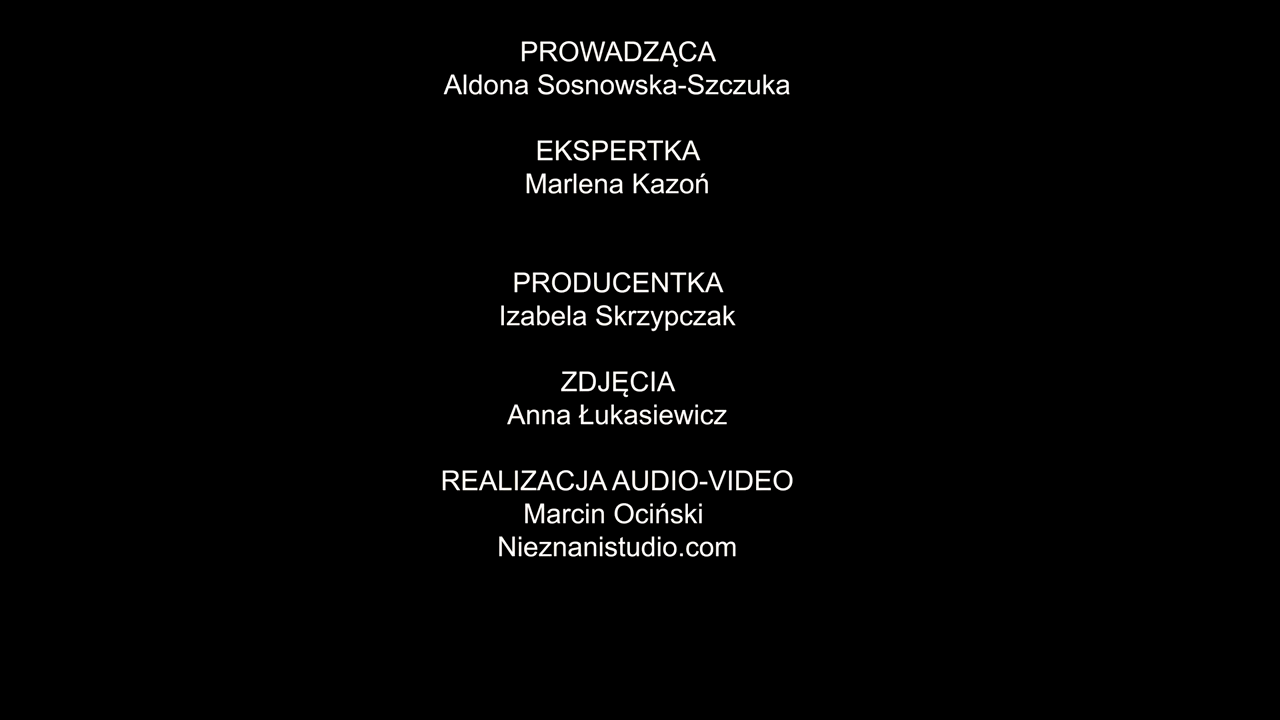 PROWADZĄCA
Aldona Sosnowska-Szczuka
EKSPERTKA
Marlena Kazoń
PRODUCENTKA
Izabela Skrzypczak
ZDJĘCIA
Anna Łukasiewicz
REALIZACJA AUDIO-VIDEO
Marcin Ociński
Nieznanistudio.com